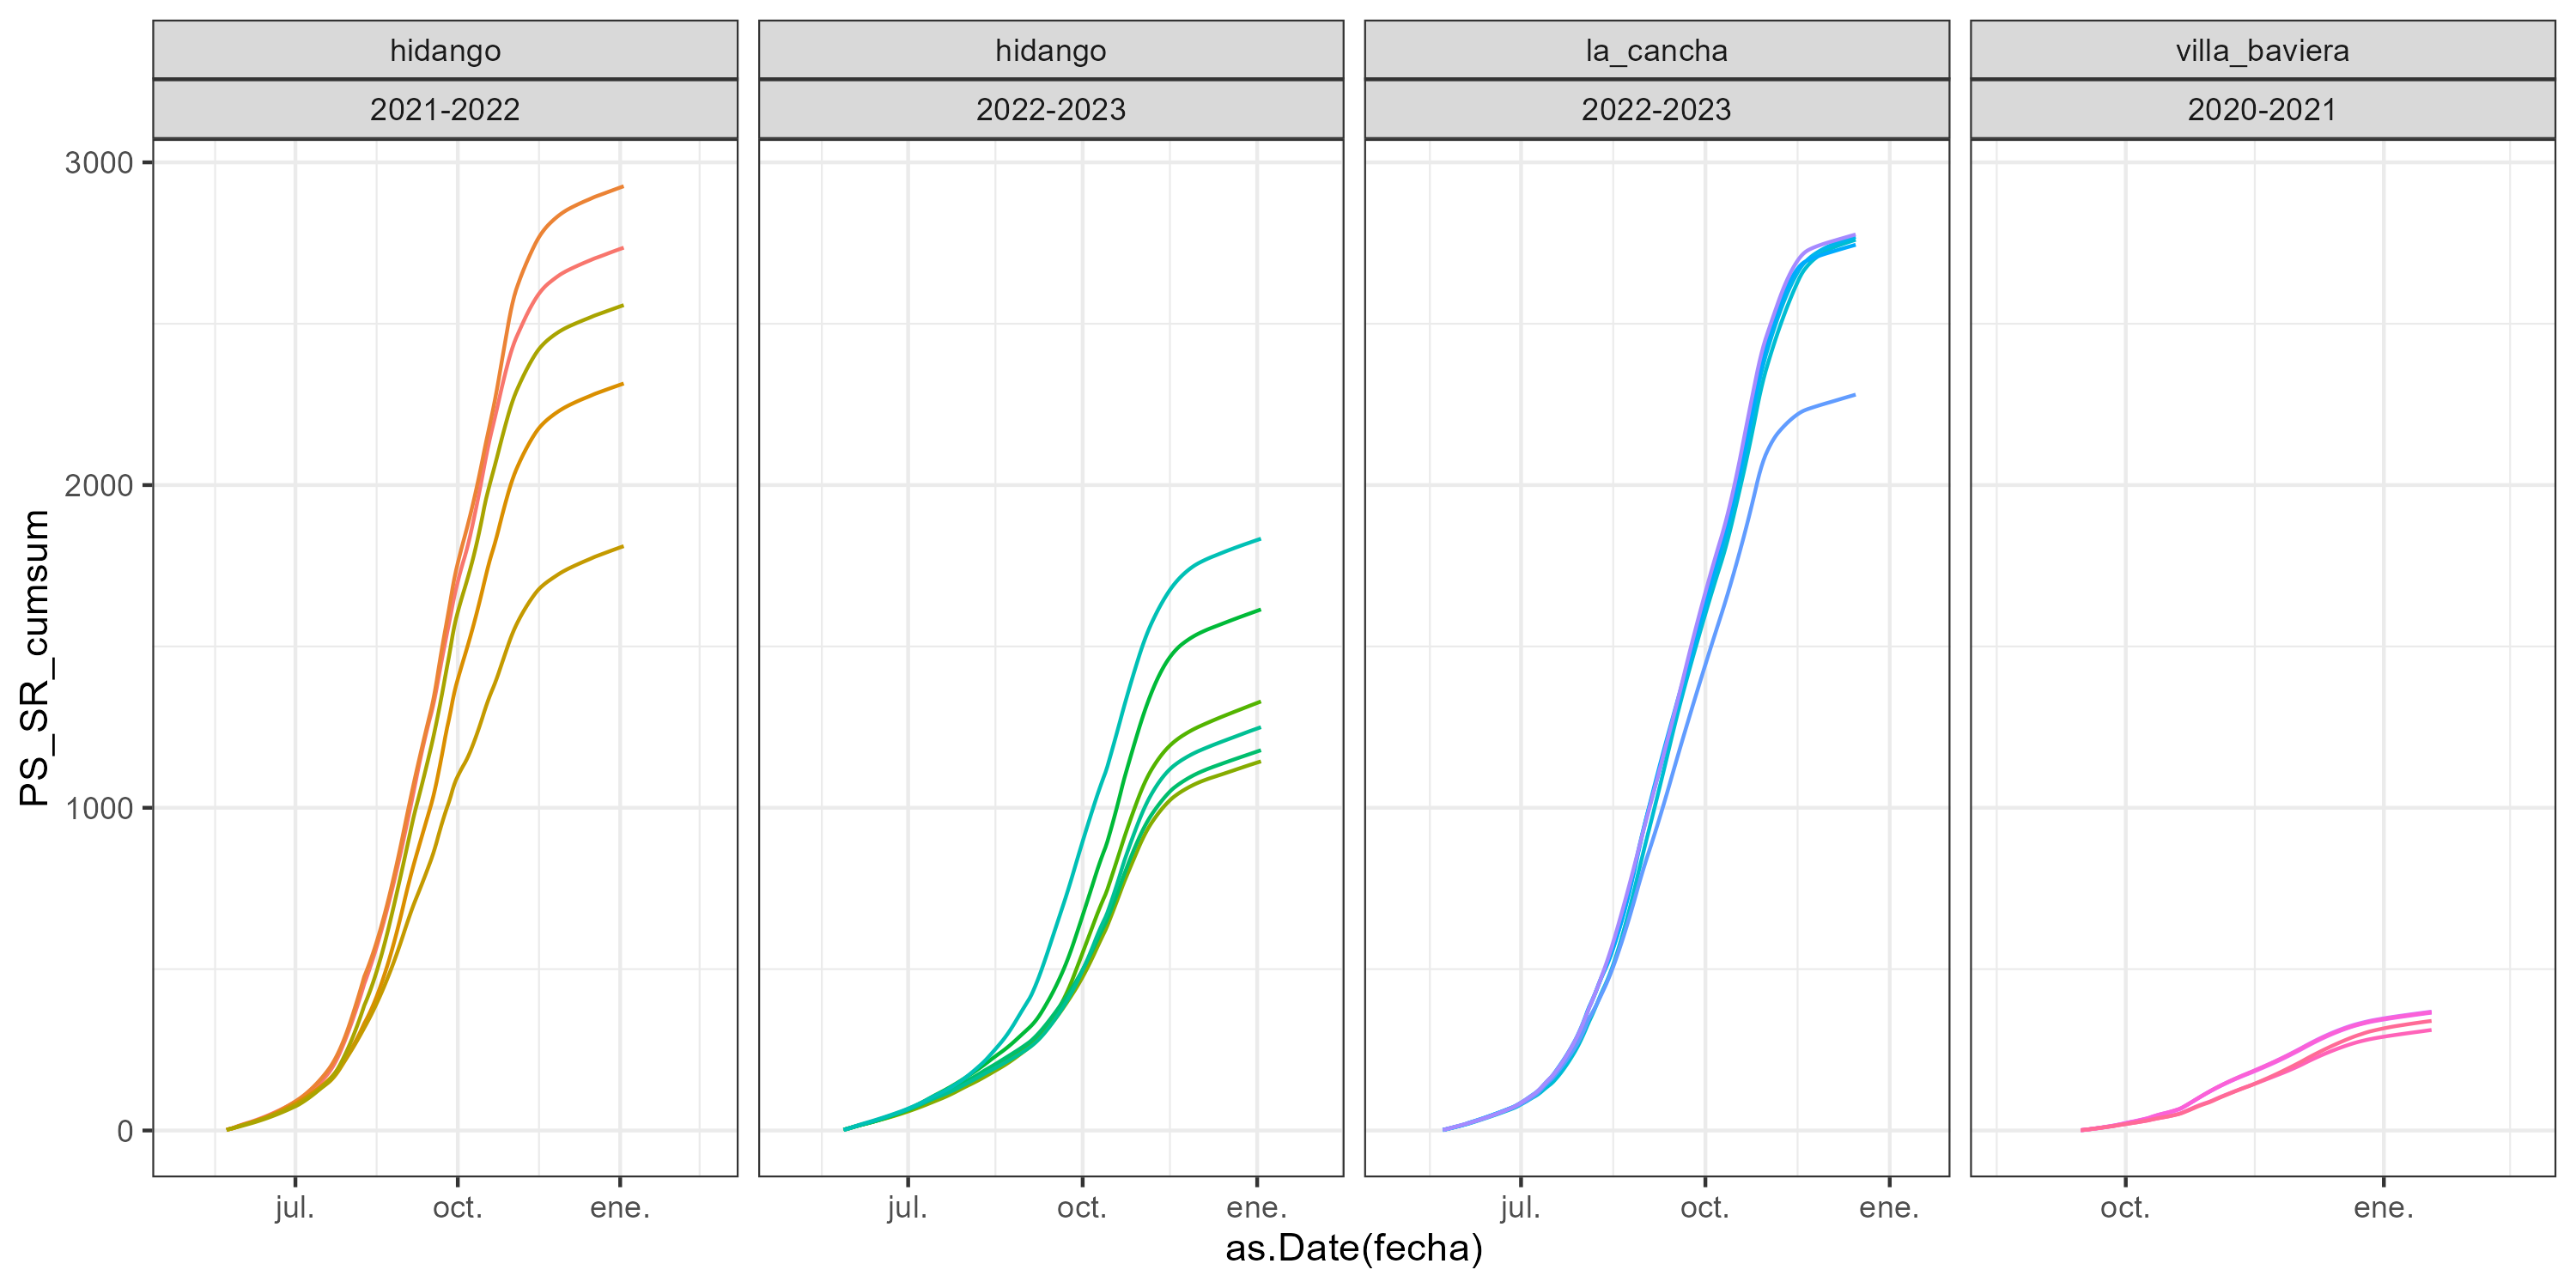 hidango
hidango
la_cancha
villa_baviera
2021-2022
2022-2023
2022-2023
2020-2021
PS_SR_cumsum
3000
2000
1000
0
jul.
oct.
ene.
jul.
oct.
ene.
jul.
oct.
ene.
oct.
ene.
as.Date(fecha)